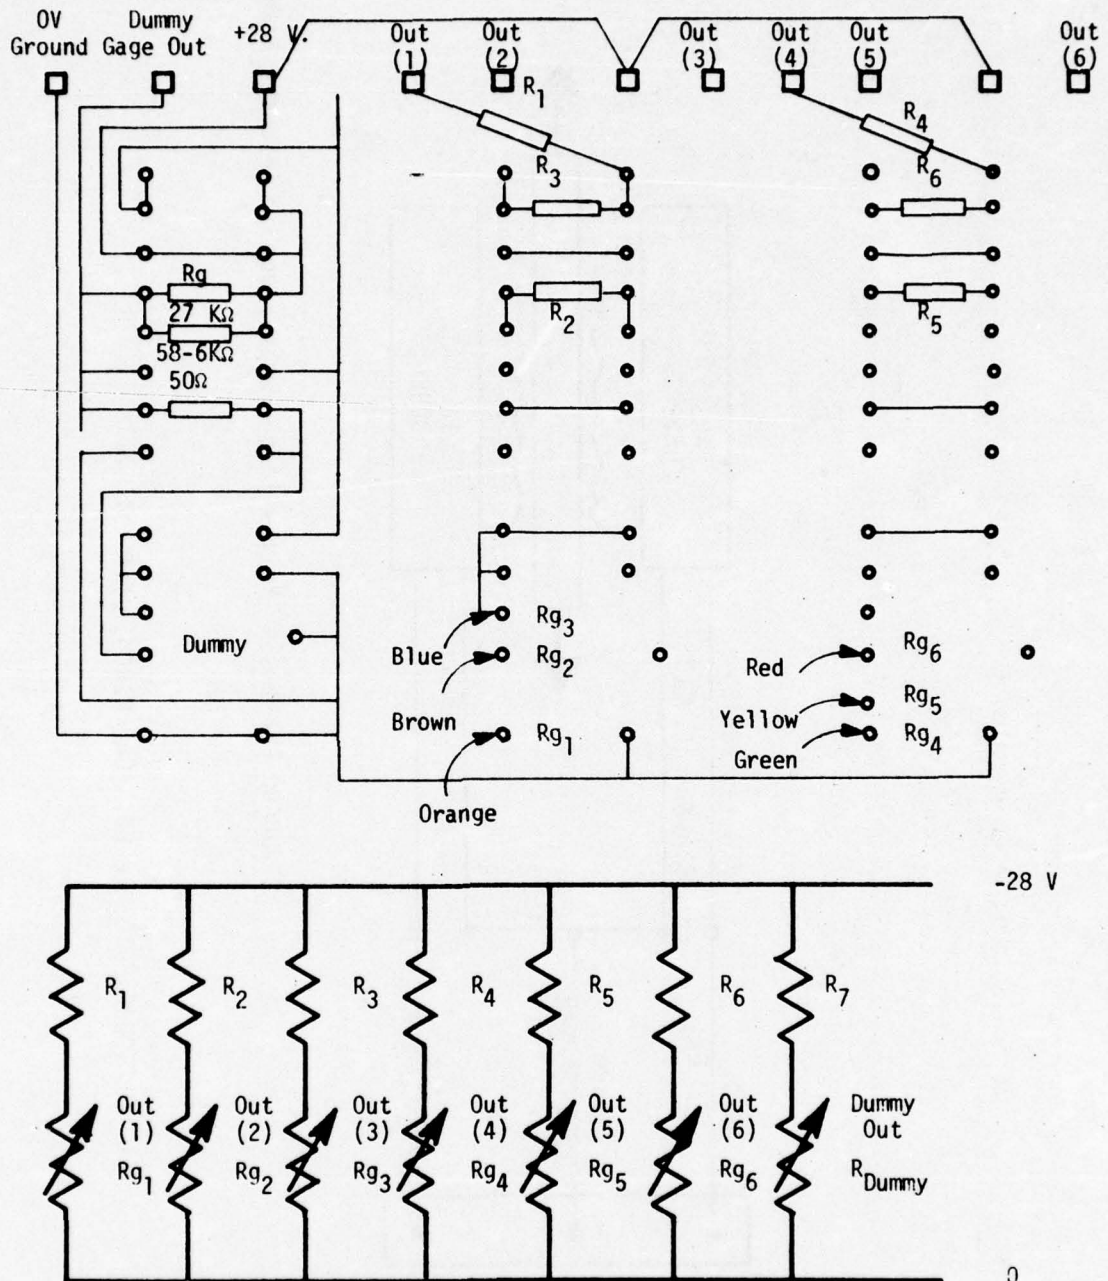 0V
Ground
Dummy
Gage Out
+28 V.
Out
(1)
Out
(2)
Out
(3)
Out
(4)
Out
(5)
Out
(6)
R1
R3
R4
R6
Rg
27 KΩ
58-6KΩ
50Ω
R2
R5
Dummy
Blue
Brown
Orange
Rg3
Rg2
Rg1
Red
Yellow
Green
Rg6
Rg5
Rg4
-28 V
R1
R2
R3
R4
R5
R6
R7
Out
(1)
Rg1
Out
(2)
Rg2
Out
(3)
Rg3
Out
(4)
Rg4
Out
(5)
Rg5
Out
(6)
Rg6
Dummy
Out
RDummy
0